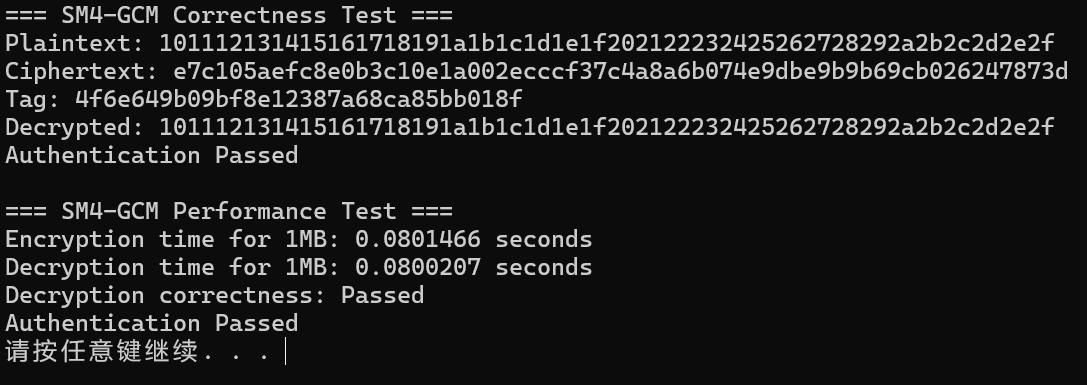 === SM4-GCM Correctness Test ===
Plaintext: 101112131415161718191a1b1c1d1e1f202122232425262728292a2b2c2d2e2f
Ciphertext: e7c105aefc8e0b3c10e1a002ecccf37c4a8a6b074e9dbe9b9b69cb026247873d
Tag: 4f6e649b09bf8e12387a68ca85bb018f
Decrypted: 101112131415161718191a1b1c1d1e1f202122232425262728292a2b2c2d2e2f
Authentication Passed
=== SM4-GCM Performance Test ===
Encryption time for 1MB: 0.0801466 seconds
Decryption time for 1MB: 0.0800207 seconds
Decryption correctness: Passed
Authentication Passed
请按任意键继续. . .